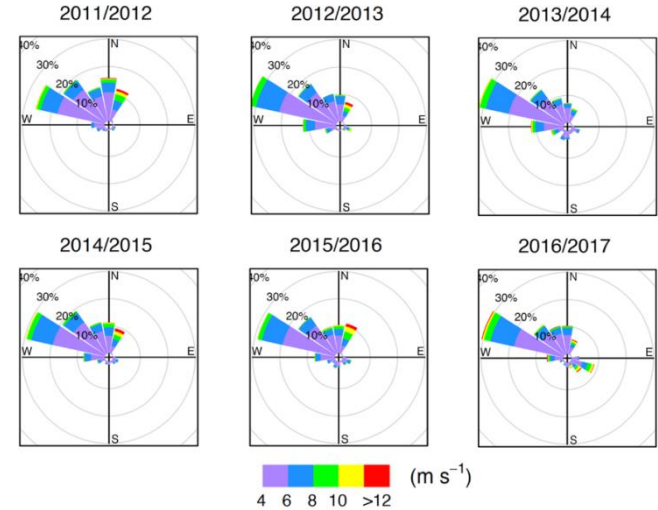 2011/2012
2012/2013
2013/2014
40%
30%
20%
10%
N
W
E
S
40%
30%
20%
10%
N
W
E
S
40%
30%
20%
10%
N
W
E
S
2014/2015
2015/2016
2016/2017
40%
30%
20%
10%
N
W
E
S
40%
30%
20%
10%
N
W
E
S
40%
30%
20%
10%
N
W
E
S
(m s⁻¹)
4 6 8 10 >12